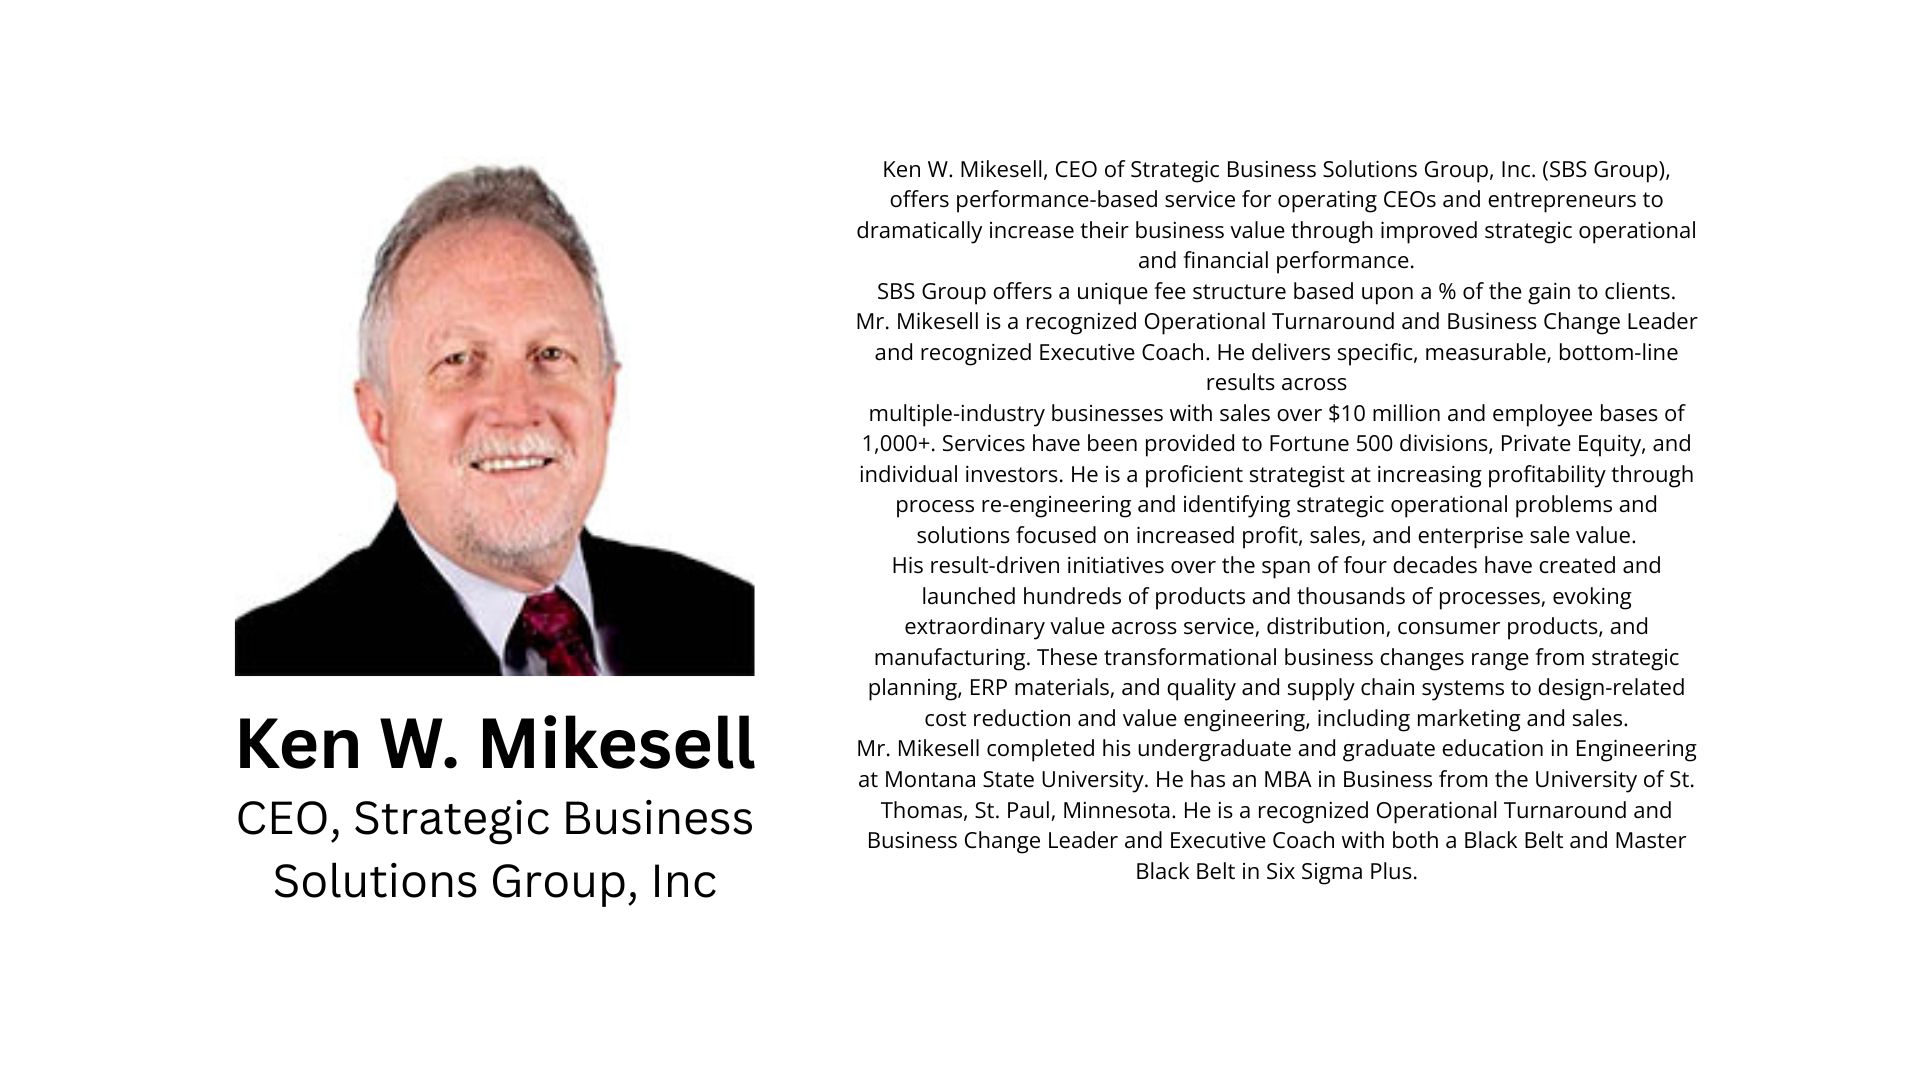 Ken W. Mikesell
CEO, Strategic Business
Solutions Group, Inc
Ken W. Mikesell, CEO of Strategic Business Solutions Group, Inc. (SBS Group),
offers performance-based service for operating CEOs and entrepreneurs to
dramatically increase their business value through improved strategic operational
and financial performance.
SBS Group offers a unique fee structure based upon a % of the gain to clients.
Mr. Mikesell is a recognized Operational Turnaround and Business Change Leader
and recognized Executive Coach. He delivers specific, measurable, bottom-line
results across
multiple-industry businesses with sales over $10 million and employee bases of
1,000+. Services have been provided to Fortune 500 divisions, Private Equity, and
individual investors. He is a proficient strategist at increasing profitability through
process re-engineering and identifying strategic operational problems and
solutions focused on increased profit, sales, and enterprise sale value.
His result-driven initiatives over the span of four decades have created and
launched hundreds of products and thousands of processes, evoking
extraordinary value across service, distribution, consumer products, and
manufacturing. These transformational business changes range from strategic
planning, ERP materials, and quality and supply chain systems to design-related
cost reduction and value engineering, including marketing and sales.
Mr. Mikesell completed his undergraduate and graduate education in Engineering
at Montana State University. He has an MBA in Business from the University of St.
Thomas, St. Paul, Minnesota. He is a recognized Operational Turnaround and
Business Change Leader and Executive Coach with both a Black Belt and Master
Black Belt in Six Sigma Plus.